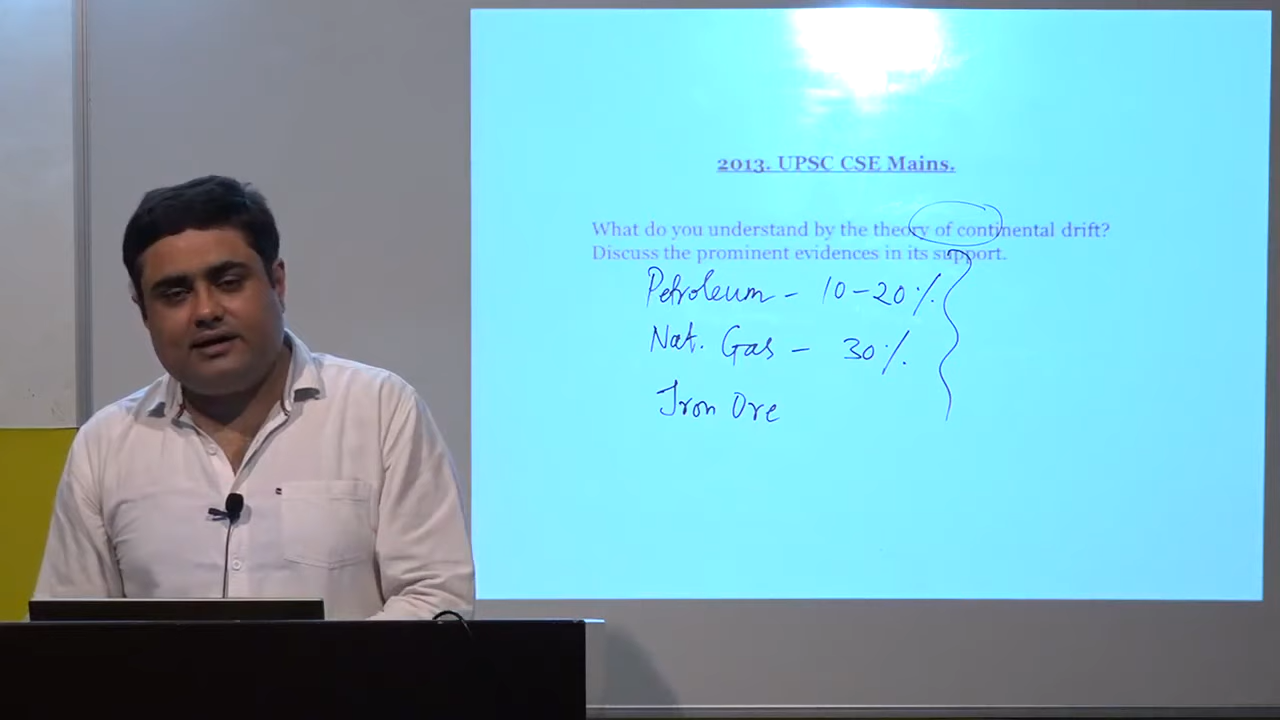 2013. UPSC CSE Mains.
What do you understand by the theory of continental drift?
Discuss the prominent evidences in its support.
Petroleum - 10-20%
Nat. Gas - 30%
Iron Ore